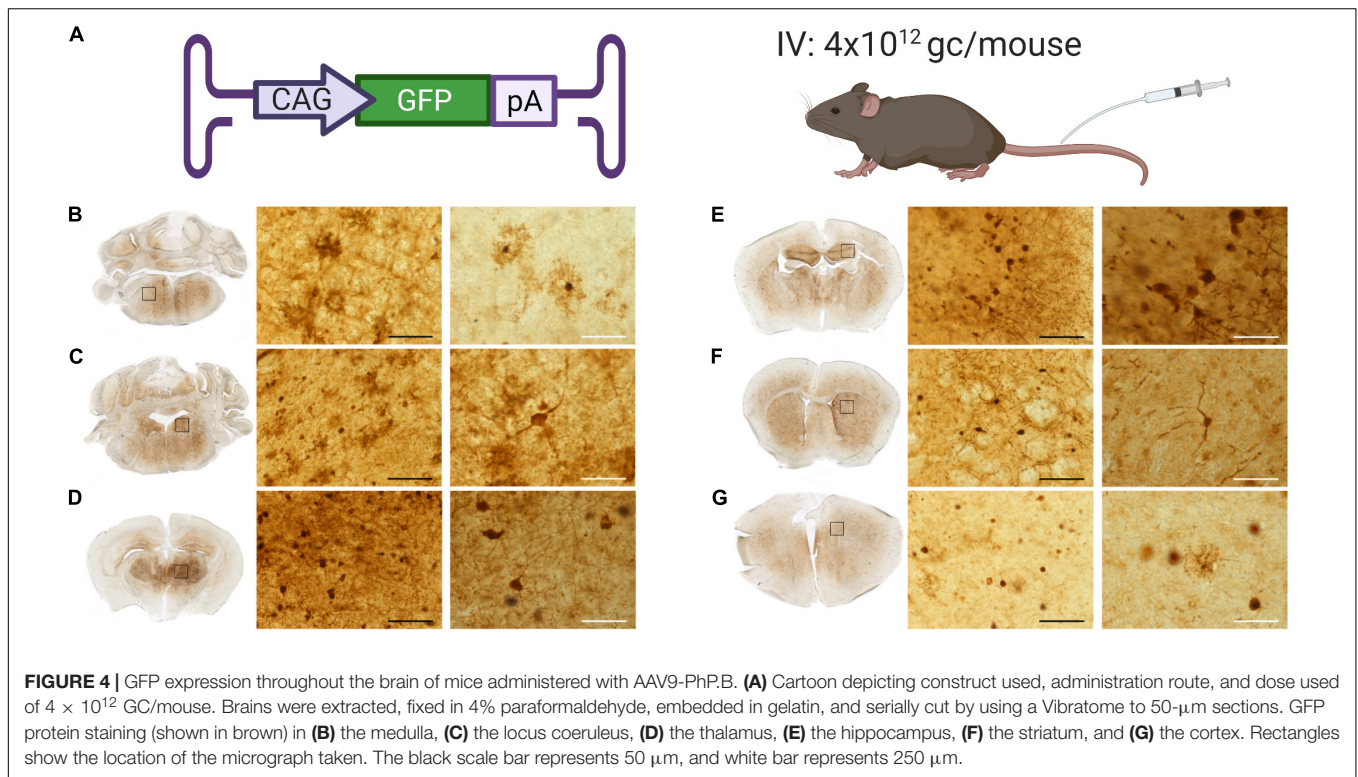 A
CAG
GFP
pA
IV: 4x10¹² gc/mouse
B
C
D
E
F
G
FIGURE 4 | GFP expression throughout the brain of mice administered with AAV9-PhP.B. (A) Cartoon depicting construct used, administration route, and dose used
of 4 × 10¹² GC/mouse. Brains were extracted, fixed in 4% paraformaldehyde, embedded in gelatin, and serially cut by using a Vibratome to 50-μm sections. GFP
protein staining (shown in brown) in (B) the medulla, (C) the locus coeruleus, (D) the thalamus, (E) the hippocampus, (F) the striatum, and (G) the cortex. Rectangles
show the location of the micrograph taken. The black scale bar represents 50 μm, and white bar represents 250 μm.